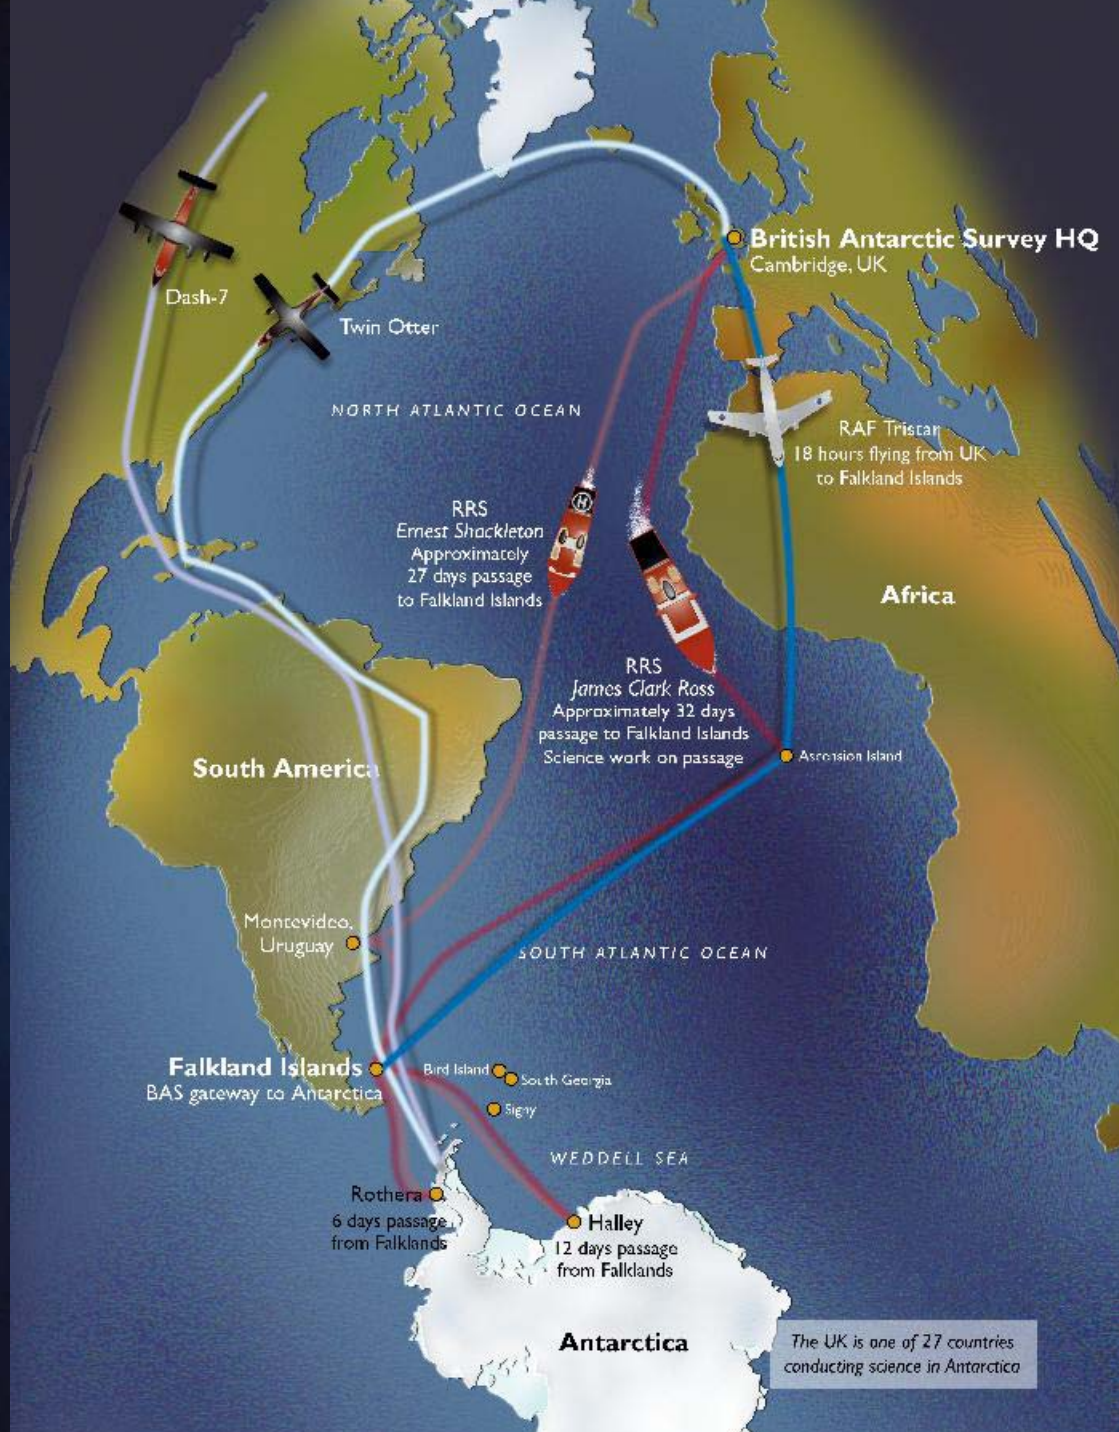 British Antarctic Survey HQ
Cambridge, UK
Dash-7
Twin Otter
NORTH ATLANTIC OCEAN
RAF Tristar
18 hours flying from UK
to Falkland Islands
RRS
Ernest Shackleton
Approximately
27 days passage
to Falkland Islands
Africa
RRS
James Clark Ross
Approximately 32 days
passage to Falkland Islands
Science work on passage
Ascension Island
South America
Montevideo,
Uruguay
SOUTH ATLANTIC OCEAN
Falkland Islands
BAS gateway to Antarctica
Bird Island
South Georgia
Signy
WEDDELL SEA
Rothera
6 days passage
from Falklands
Halley
12 days passage
from Falklands
Antarctica
The UK is one of 27 countries
conducting science in Antarctica
H